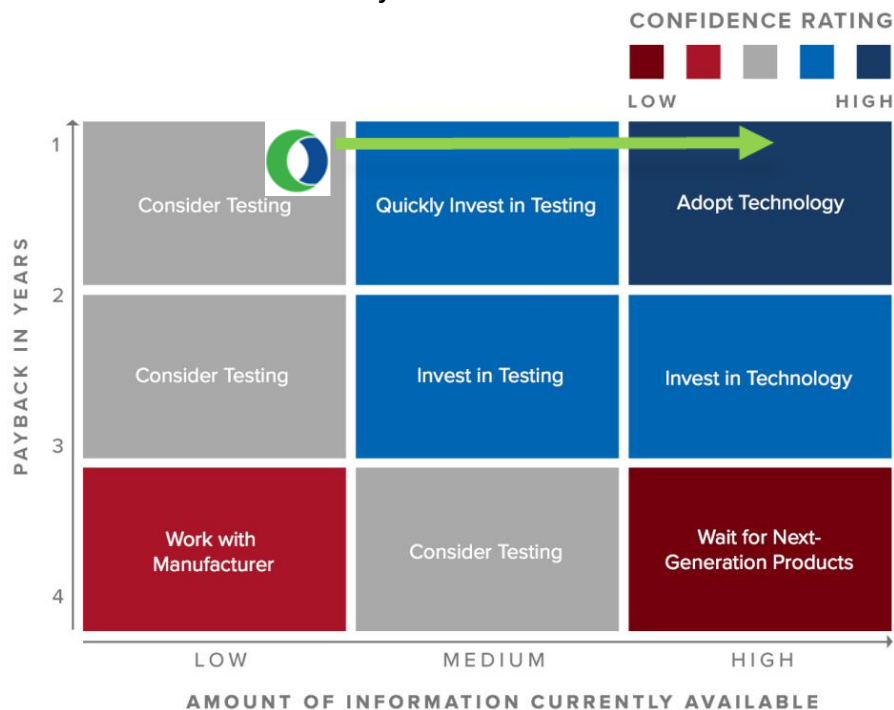 CONFIDENCE RATING
LOW HIGH
PAYBACK IN YEARS
1
2
3
4
Consider Testing
Quickly Invest in Testing
Adopt Technology
Consider Testing
Invest in Testing
Invest in Technology
Work with
Manufacturer
Consider Testing
Wait for Next-
Generation Products
LOW MEDIUM HIGH
AMOUNT OF INFORMATION CURRENTLY AVAILABLE